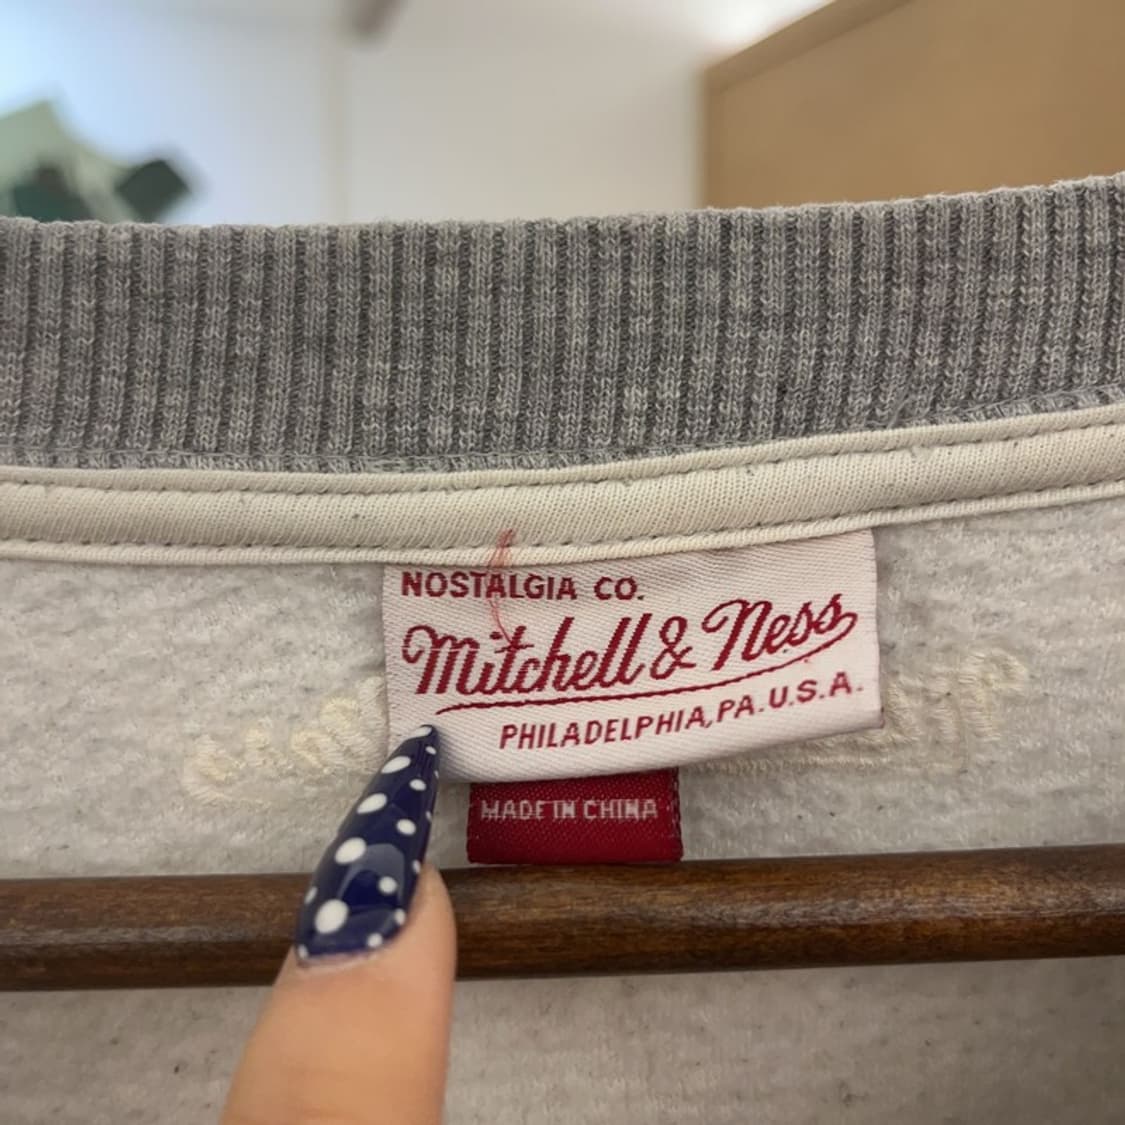 NOSTALGIA CO.
Mitchell & Ness
PHILADELPHIA, PA. U.S.A.
MADE IN CHINA